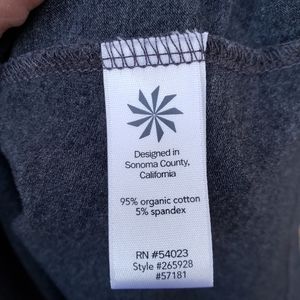 Designed in
Sonoma County,
California
95% organic cotton
5% spandex
RN #54023
Style #265928
#57181